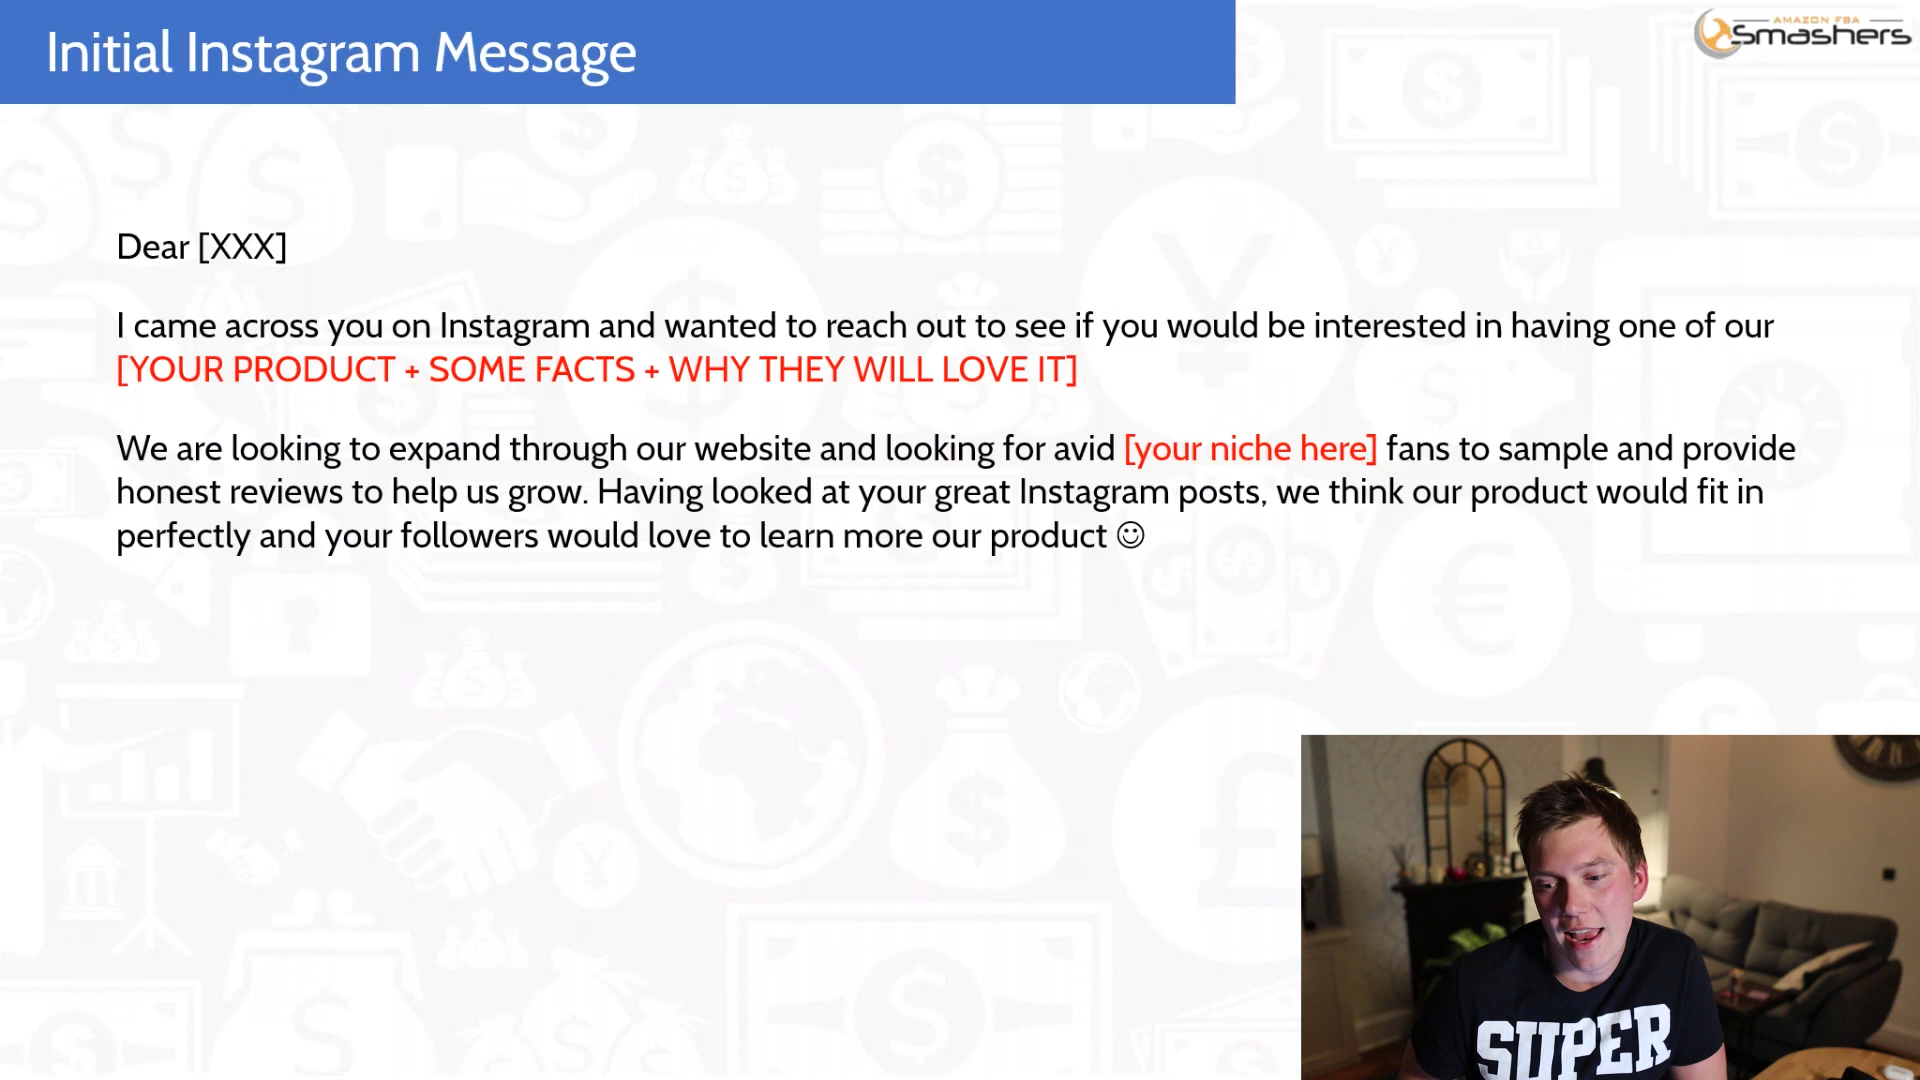 Initial Instagram Message
AMAZON FBA
Smashers
Dear [XXX]
I came across you on Instagram and wanted to reach out to see if you would be interested in having one of our
[YOUR PRODUCT + SOME FACTS + WHY THEY WILL LOVE IT]
We are looking to expand through our website and looking for avid [your niche here] fans to sample and provide
honest reviews to help us grow. Having looked at your great Instagram posts, we think our product would fit in
perfectly and your followers would love to learn more our product ☺
SUPER